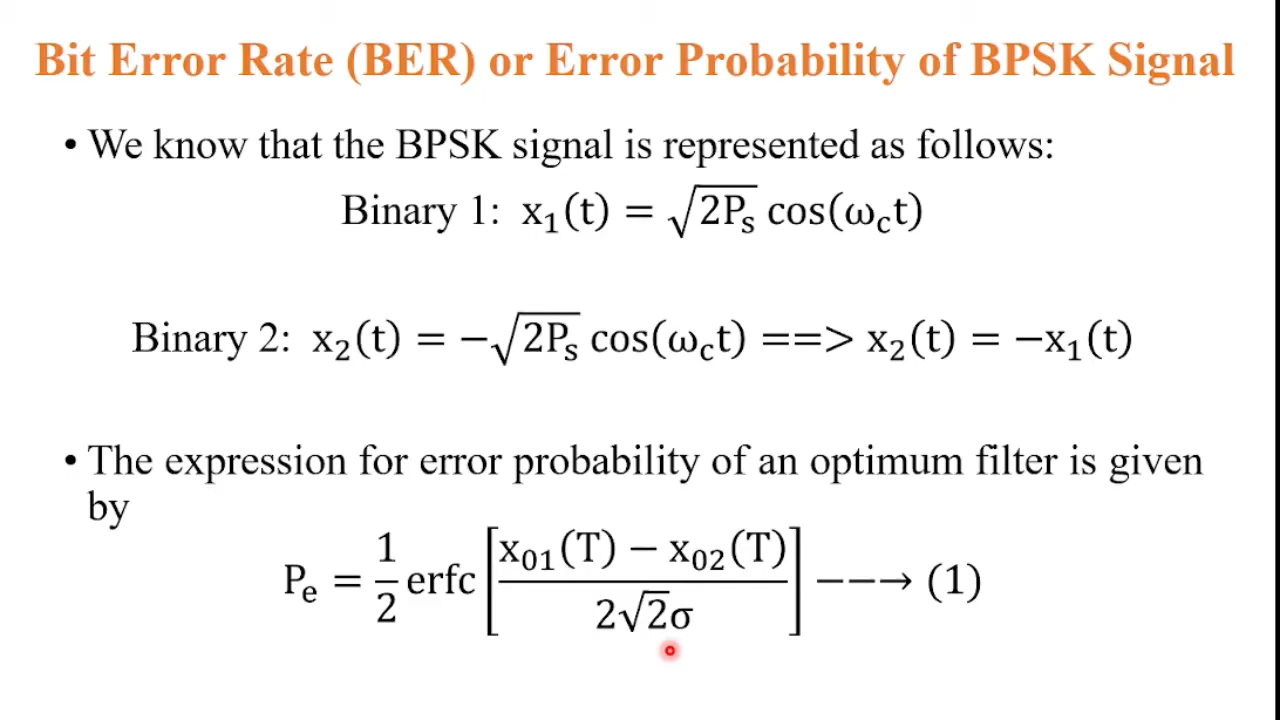 Bit Error Rate (BER) or Error Probability of BPSK Signal
• We know that the BPSK signal is represented as follows:
Binary 1: x₁(t) = √2Pₛ cos(ω_ct)
Binary 2: x₂(t) = −√2Pₛ cos(ω_ct) ==> x₂(t) = −x₁(t)
• The expression for error probability of an optimum filter is given
by
Pₑ = 1/2 erfc [x₀₁(T) − x₀₂(T) / 2√2σ] −−→ (1)